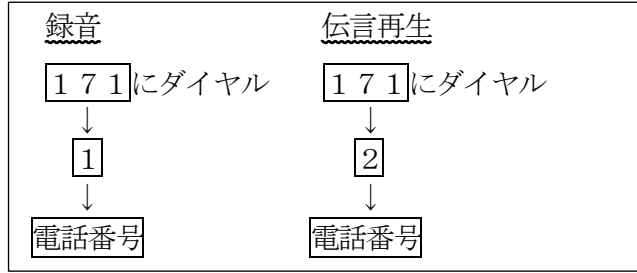 録音　伝言再生
１７１にダイヤル　１７１にダイヤル
↓　↓
１　２
↓　↓
電話番号　電話番号